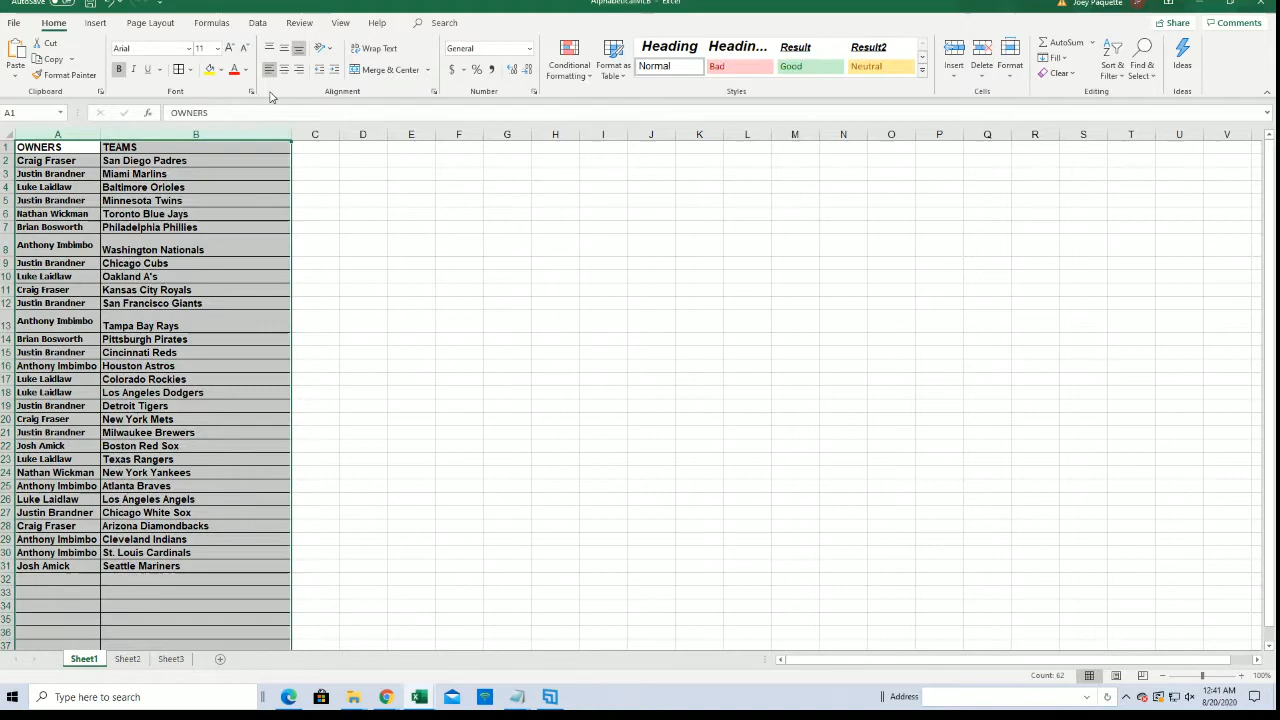 AutoSave
AlphabeticalMLB - Excel
Joey Paquette
File Home Insert Page Layout Formulas Data Review View Help Search
Share Comments
Paste
Cut
Copy
Format Painter
Clipboard
Arial 11
B I U
Font
Wrap Text
Merge & Center
Alignment
General
$ % ,
Number
Conditional Formatting
Format as Table
Heading Headin... Result Result2
Normal Bad Good Neutral
Styles
Insert Delete Format
Cells
AutoSum
Fill
Clear
Sort & Filter
Find & Select
Editing
Ideas
Ideas
A1 fx OWNERS
A B C D E F G H I J K L M N O P Q R S T U V
1 OWNERS TEAMS
2 Craig Fraser San Diego Padres
3 Justin Brandner Miami Marlins
4 Luke Laidlaw Baltimore Orioles
5 Justin Brandner Minnesota Twins
6 Nathan Wickman Toronto Blue Jays
7 Brian Bosworth Philadelphia Phillies
8 Anthony Imbimbo Washington Nationals
9 Justin Brandner Chicago Cubs
10 Luke Laidlaw Oakland A's
11 Craig Fraser Kansas City Royals
12 Justin Brandner San Francisco Giants
13 Anthony Imbimbo Tampa Bay Rays
14 Brian Bosworth Pittsburgh Pirates
15 Justin Brandner Cincinnati Reds
16 Anthony Imbimbo Houston Astros
17 Luke Laidlaw Colorado Rockies
18 Luke Laidlaw Los Angeles Dodgers
19 Justin Brandner Detroit Tigers
20 Craig Fraser New York Mets
21 Justin Brandner Milwaukee Brewers
22 Josh Amick Boston Red Sox
23 Luke Laidlaw Texas Rangers
24 Nathan Wickman New York Yankees
25 Anthony Imbimbo Atlanta Braves
26 Luke Laidlaw Los Angeles Angels
27 Justin Brandner Chicago White Sox
28 Craig Fraser Arizona Diamondbacks
29 Anthony Imbimbo Cleveland Indians
30 Anthony Imbimbo St. Louis Cardinals
31 Josh Amick Seattle Mariners
32
33
34
35
36
37
Sheet1 Sheet2 Sheet3
Count: 62 100%
Type here to search
Address
12:41 AM
8/20/2020